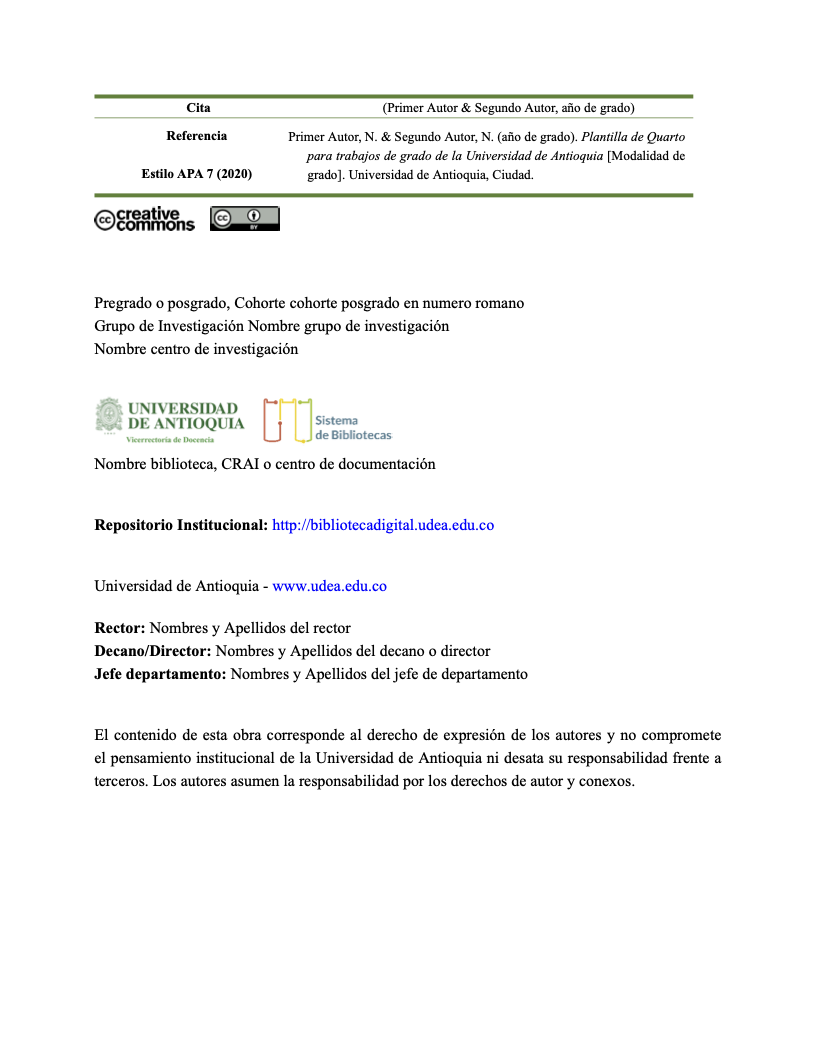 Cita (Primer Autor & Segundo Autor, año de grado)
Referencia Primer Autor, N. & Segundo Autor, N. (año de grado). Plantilla de Quarto
para trabajos de grado de la Universidad de Antioquia [Modalidad de
Estilo APA 7 (2020) grado]. Universidad de Antioquia, Ciudad.
cc creative commons cc BY
Pregrado o posgrado, Cohorte cohorte posgrado en numero romano
Grupo de Investigación Nombre grupo de investigación
Nombre centro de investigación
UNIVERSIDAD
DE ANTIOQUIA
Vicerrectoría de Docencia
Sistema
de Bibliotecas
Nombre biblioteca, CRAI o centro de documentación
Repositorio Institucional: http://bibliotecadigital.udea.edu.co
Universidad de Antioquia - www.udea.edu.co
Rector: Nombres y Apellidos del rector
Decano/Director: Nombres y Apellidos del decano o director
Jefe departamento: Nombres y Apellidos del jefe de departamento
El contenido de esta obra corresponde al derecho de expresión de los autores y no compromete
el pensamiento institucional de la Universidad de Antioquia ni desata su responsabilidad frente a
terceros. Los autores asumen la responsabilidad por los derechos de autor y conexos.